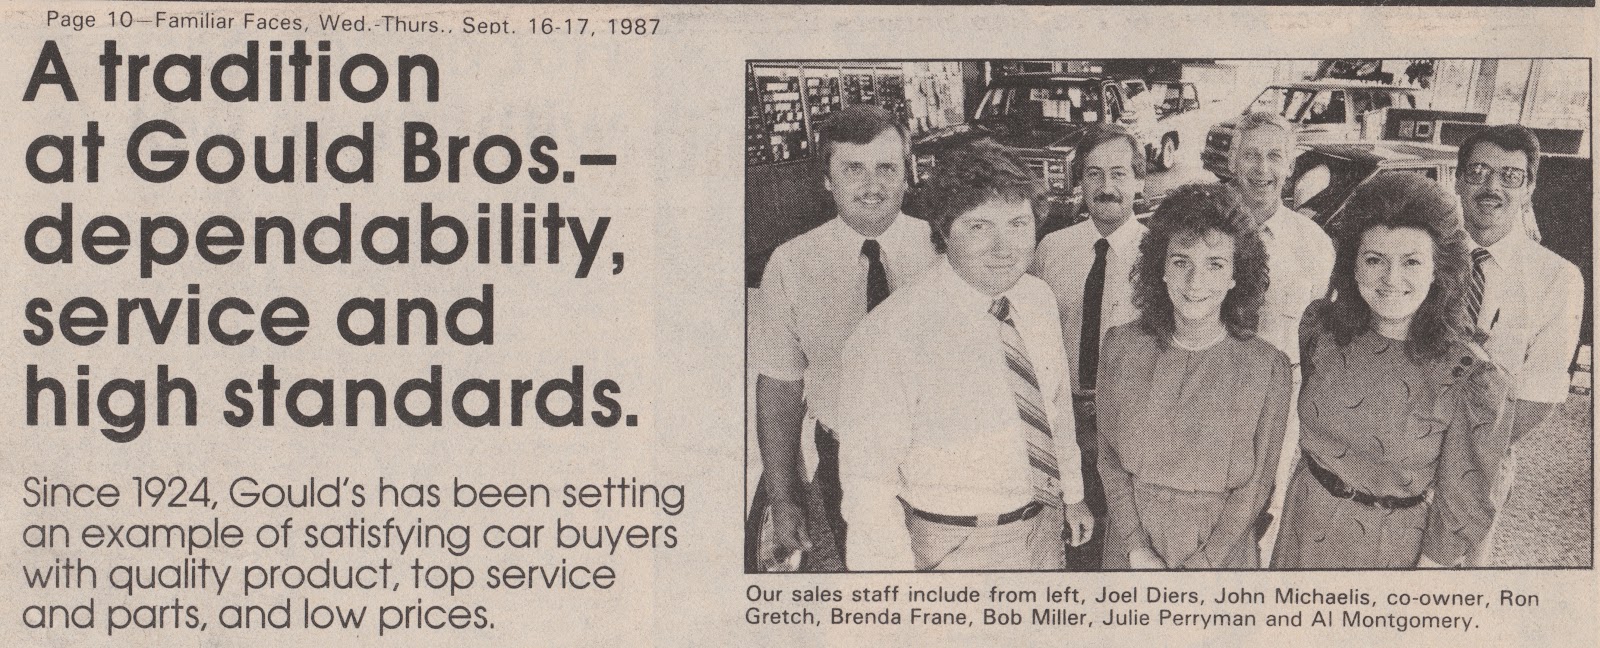 Page 10—Familiar Faces, Wed.-Thurs., Sept. 16-17, 1987
A tradition
at Gould Bros.–
dependability,
service and
high standards.
Since 1924, Gould's has been setting
an example of satisfying car buyers
with quality product, top service
and parts, and low prices.
Our sales staff include from left, Joel Diers, John Michaelis, co-owner, Ron
Gretch, Brenda Frane, Bob Miller, Julie Perryman and Al Montgomery.